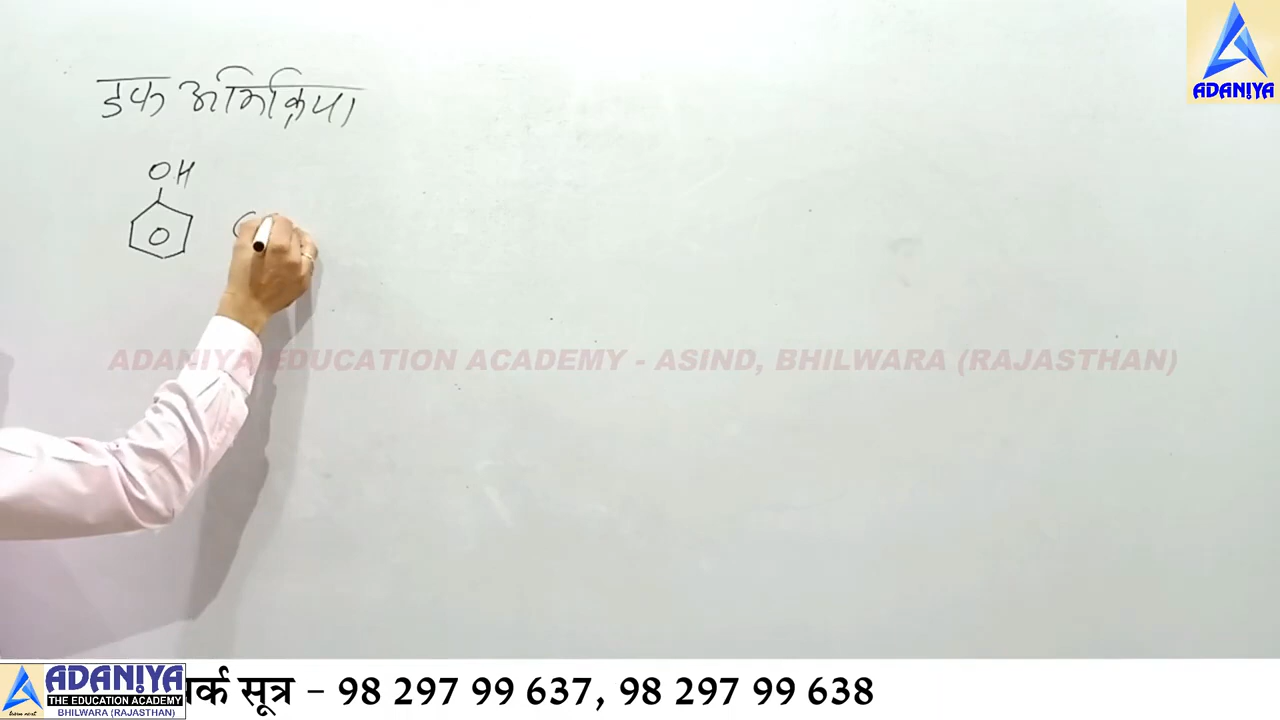 डफ अभिक्रिया
OH
ADANIYA
ADANIYA EDUCATION ACADEMY - ASIND, BHILWARA (RAJASTHAN)
ADANIYA
THE EDUCATION ACADEMY
BHILWARA (RAJASTHAN)
सूत्र - 98 297 99 637, 98 297 99 638